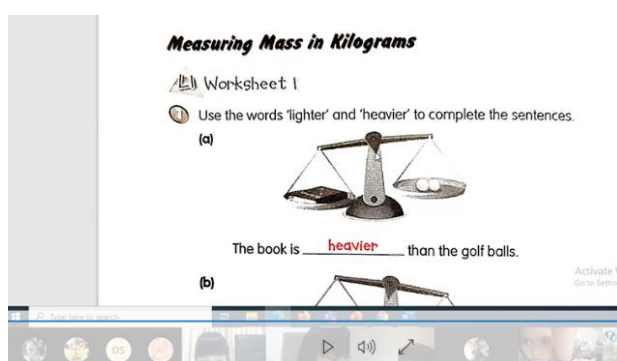 Measuring Mass in Kilograms
Worksheet 1
1 Use the words 'lighter' and 'heavier' to complete the sentences.
(a)
The book is heavier than the golf balls.
(b)
Activate
Go to Settin
Type here to search
DS